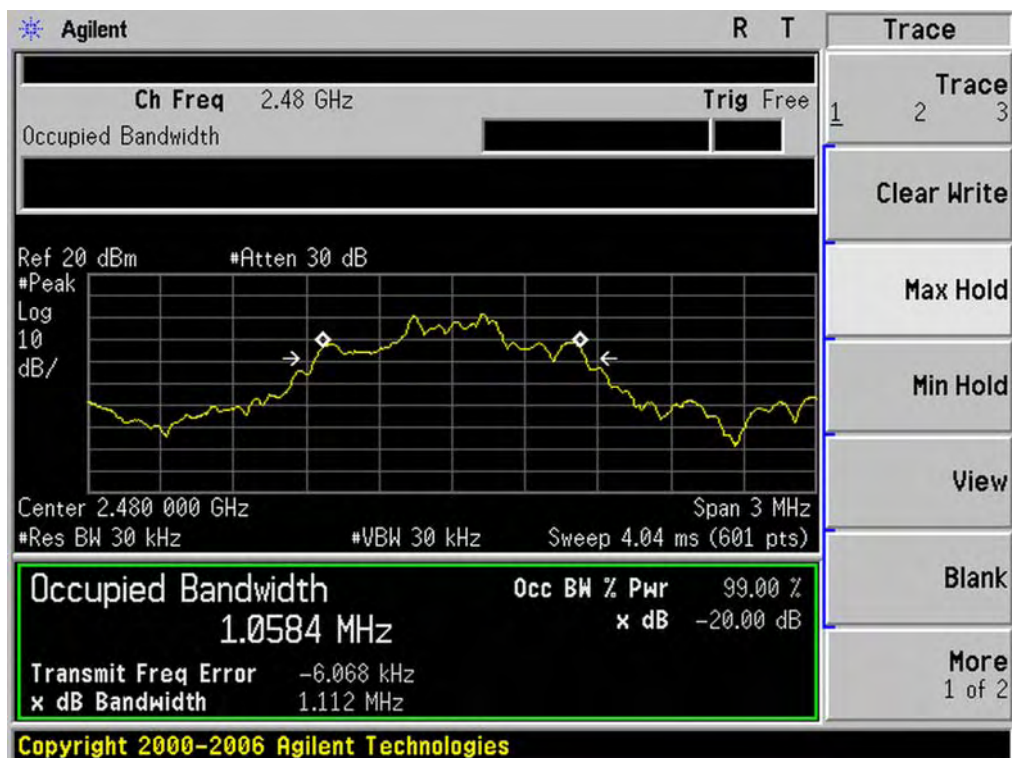 Agilent R T
Trace
Ch Freq 2.48 GHz Trig Free
Occupied Bandwidth
Trace
1 2 3
Clear Write
Max Hold
Min Hold
View
Blank
More
1 of 2
Ref 20 dBm #Atten 30 dB
#Peak
Log
10
dB/
Center 2.480 000 GHz Span 3 MHz
#Res BW 30 kHz #VBW 30 kHz Sweep 4.04 ms (601 pts)
Occupied Bandwidth Occ BW % Pwr 99.00 %
1.0584 MHz x dB -20.00 dB
Transmit Freq Error -6.068 kHz
x dB Bandwidth 1.112 MHz
Copyright 2000-2006 Agilent Technologies